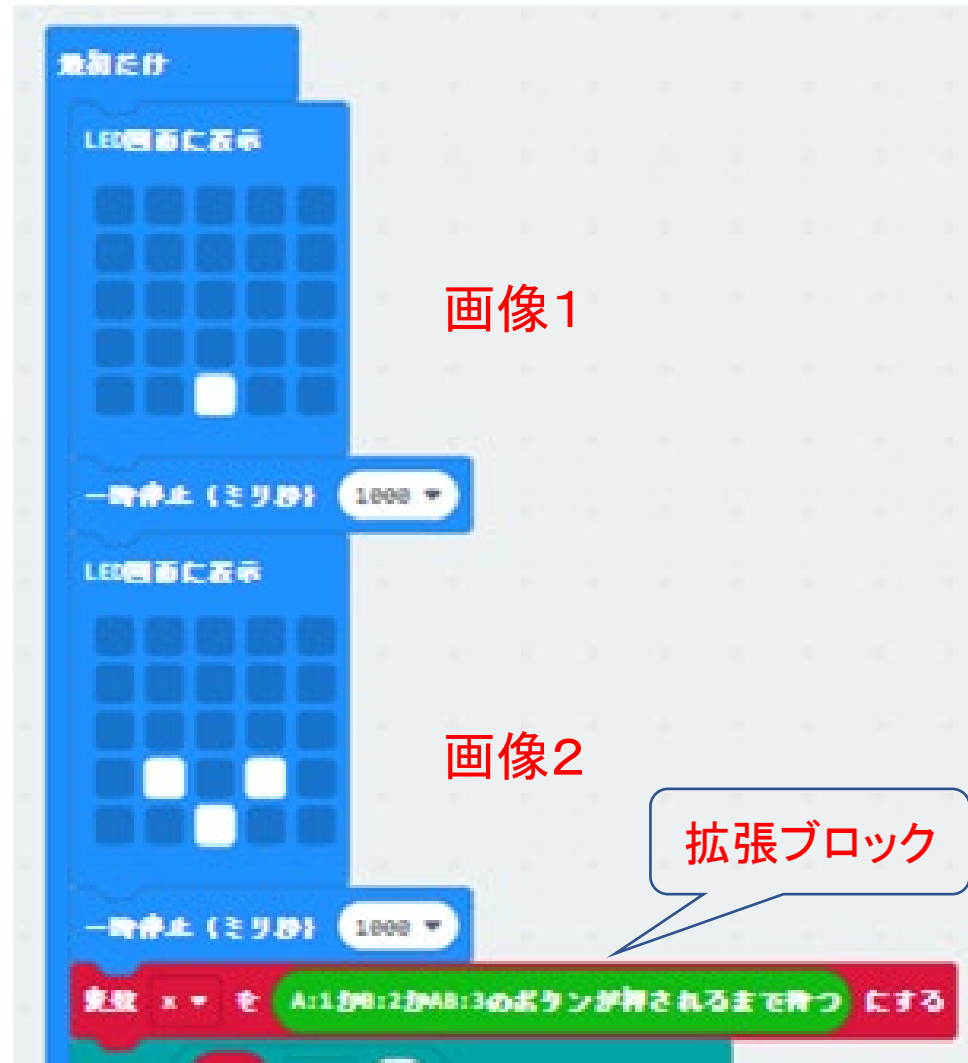 最初だけ
LED画面に表示
画像1
一時停止 (ミリ秒) 1000
LED画面に表示
画像2
拡張ブロック
一時停止 (ミリ秒) 1000
変数 x を A:1かB:2かAB:3のボタンが押されるまで待つ にする